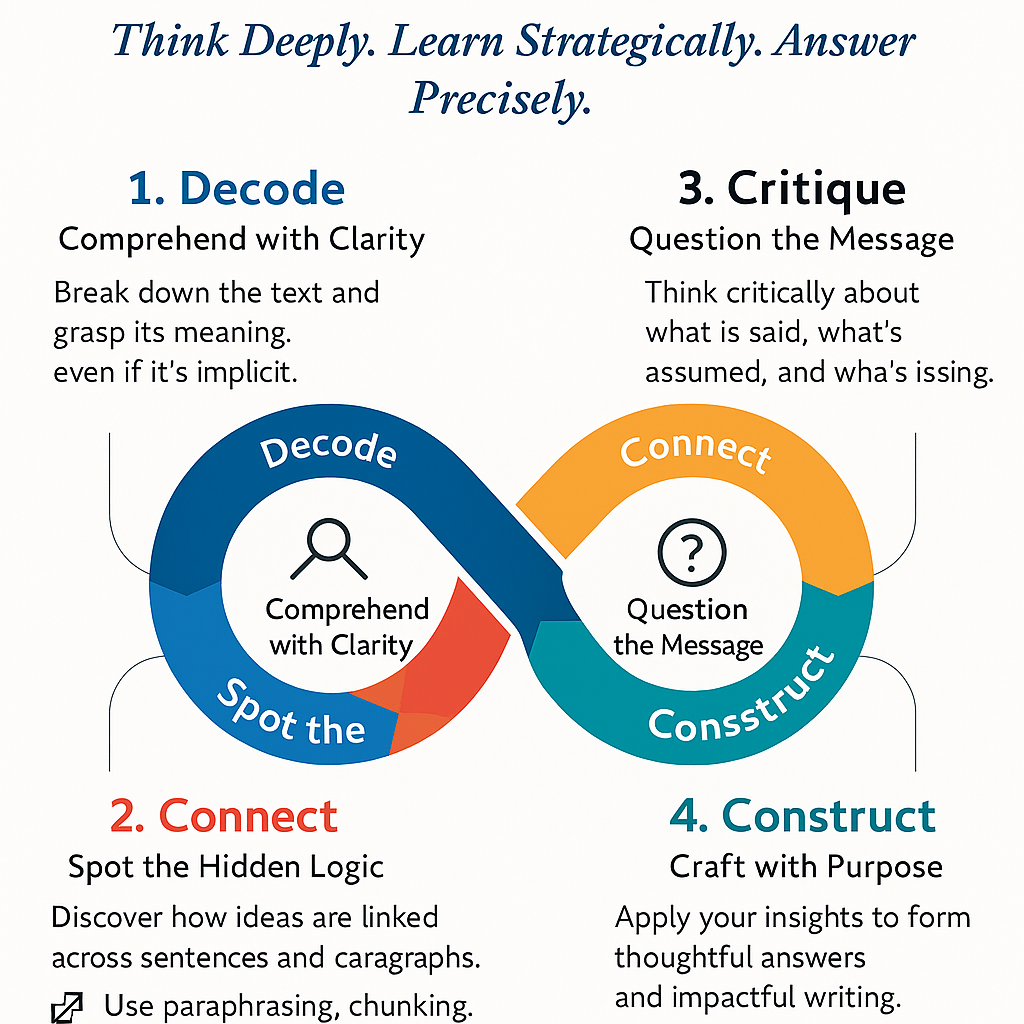 Think Deeply. Learn Strategically. Answer
Precisely.
1. Decode
Comprehend with Clarity
Break down the text and
grasp its meaning.
even if it's implicit.
3. Critique
Question the Message
Think critically about
what is said, what's
assumed, and wha's issing.
Decode
Connect
Comprehend
with Clarity
?
Question
the Message
Spot the
Consstruct
2. Connect
Spot the Hidden Logic
Discover how ideas are linked
across sentences and caragraphs.
Use paraphrasing, chunking.
4. Construct
Craft with Purpose
Apply your insights to form
thoughtful answers
and impactful writing.